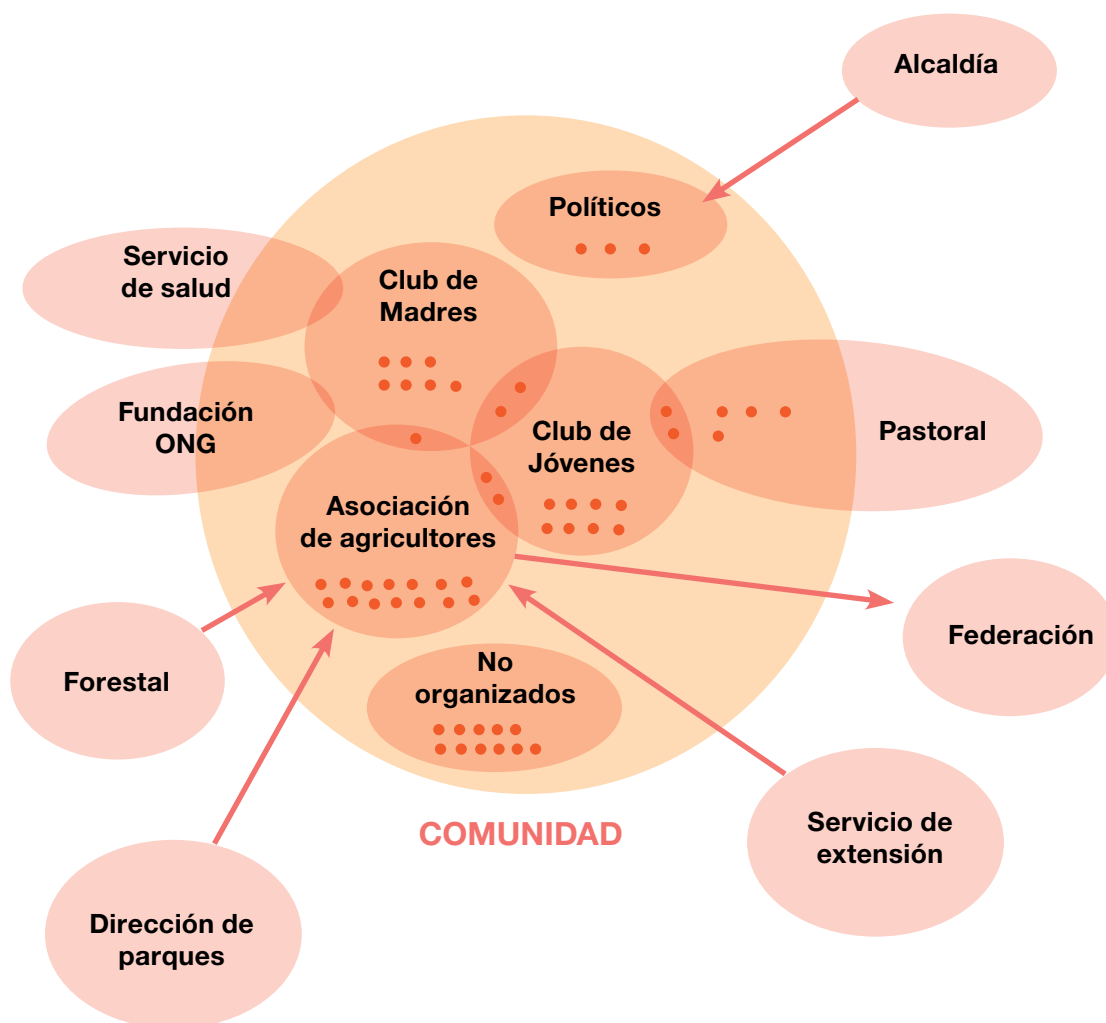 Alcaldía
Políticos
Servicio
de salud
Club de
Madres
Fundación
ONG
Club de
Jóvenes
Pastoral
Asociación
de agricultores
Federación
No
organizados
Forestal
COMUNIDAD
Servicio de
extensión
Dirección de
parques